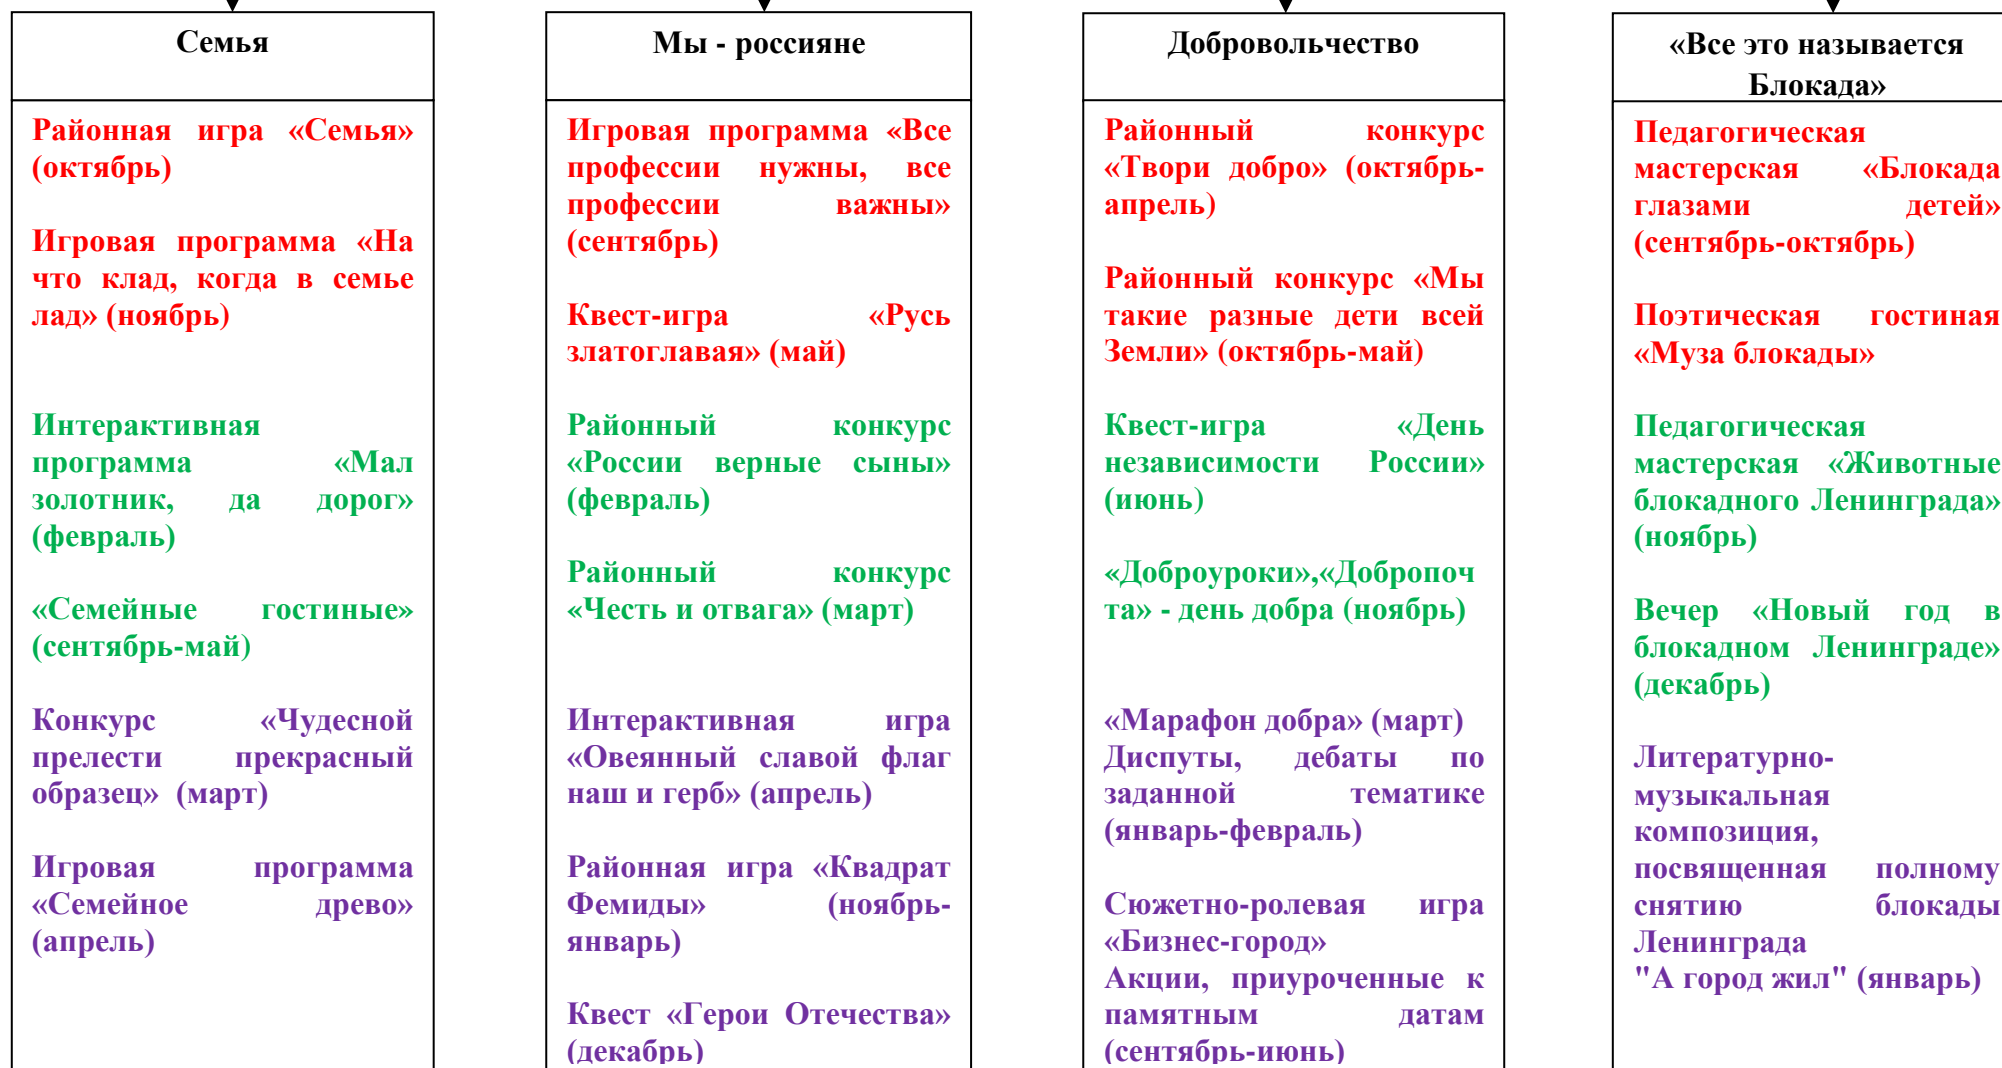 Семья
Районная игра «Семья»
(октябрь)
Игровая программа «На
что клад, когда в семье
лад» (ноябрь)
Интерактивная
программа «Мал
золотник, да дорог»
(февраль)
«Семейные гостиные»
(сентябрь-май)
Конкурс «Чудесной
прелести прекрасный
образец» (март)
Игровая программа
«Семейное древо»
(апрель)
Мы - россияне
Игровая программа «Все
профессии нужны, все
профессии важны»
(сентябрь)
Квест-игра «Русь
златоглавая» (май)
Районный конкурс
«России верные сыны»
(февраль)
Районный конкурс
«Честь и отвага» (март)
Интерактивная игра
«Овеянный славой флаг
наш и герб» (апрель)
Районная игра «Квадрат
Фемиды» (ноябрь-
январь)
Квест «Герои Отечества»
(декабрь)
Добровольчество
Районный конкурс
«Твори добро» (октябрь-
апрель)
Районный конкурс «Мы
такие разные дети всей
Земли» (октябрь-май)
Квест-игра «День
независимости России»
(июнь)
«Доброуроки»,«Добропоч
та» - день добра (ноябрь)
«Марафон добра» (март)
Диспуты, дебаты по
заданной тематике
(январь-февраль)
Сюжетно-ролевая игра
«Бизнес-город»
Акции, приуроченные к
памятным датам
(сентябрь-июнь)
«Все это называется
Блокада»
Педагогическая
мастерская «Блокада
глазами детей»
(сентябрь-октябрь)
Поэтическая гостиная
«Муза блокады»
Педагогическая
мастерская «Животные
блокадного Ленинграда»
(ноябрь)
Вечер «Новый год в
блокадном Ленинграде»
(декабрь)
Литературно-
музыкальная
композиция,
посвященная полному
снятию блокады
Ленинграда
"А город жил" (январь)